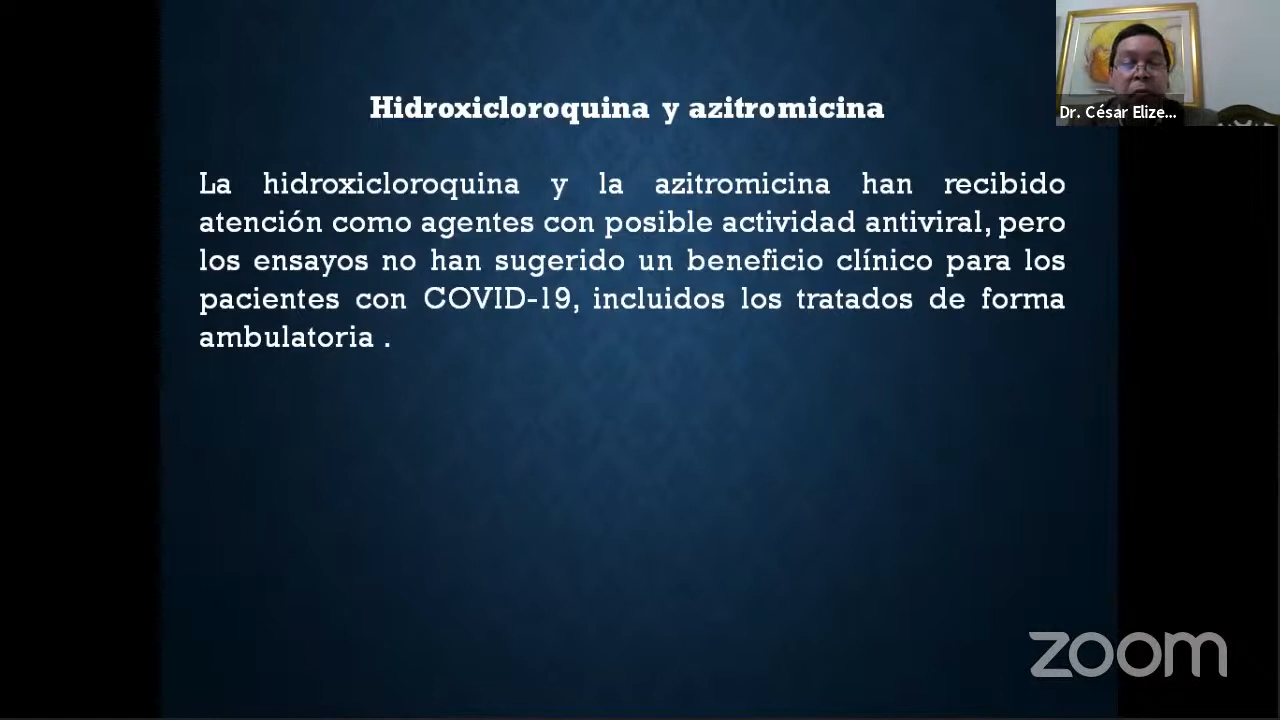 Hidroxicloroquina y azitromicina
Dr. César Elize...
La hidroxicloroquina y la azitromicina han recibido
atención como agentes con posible actividad antiviral, pero
los ensayos no han sugerido un beneficio clínico para los
pacientes con COVID-19, incluidos los tratados de forma
ambulatoria .
zoom